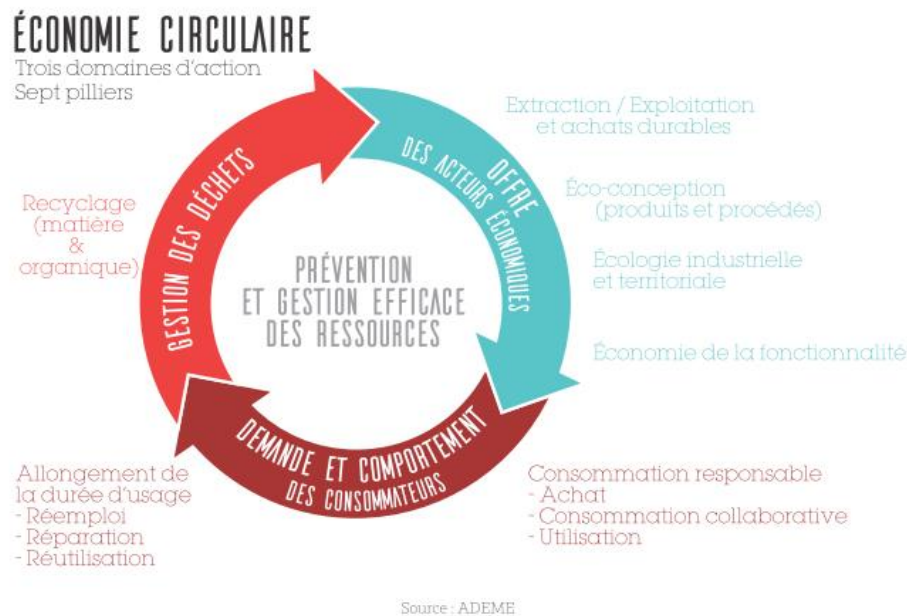 ÉCONOMIE CIRCULAIRE
Trois domaines d'action
Sept pilliers
Extraction / Exploitation
et achats durables
OFFRE
DES ACTEURS ÉCONOMIQUES
Éco-conception
(produits et procédés)
Écologie industrielle
et territoriale
Économie de la fonctionnalité
GESTION DES DÉCHETS
Recyclage
(matière
&
organique)
PRÉVENTION
ET GESTION EFFICACE
DES RESSOURCES
DEMANDE ET COMPORTEMENT
DES CONSOMMATEURS
Allongement de
la durée d'usage
- Réemploi
- Réparation
- Réutilisation
Consommation responsable
- Achat
- Consommation collaborative
- Utilisation
Source : ADEME